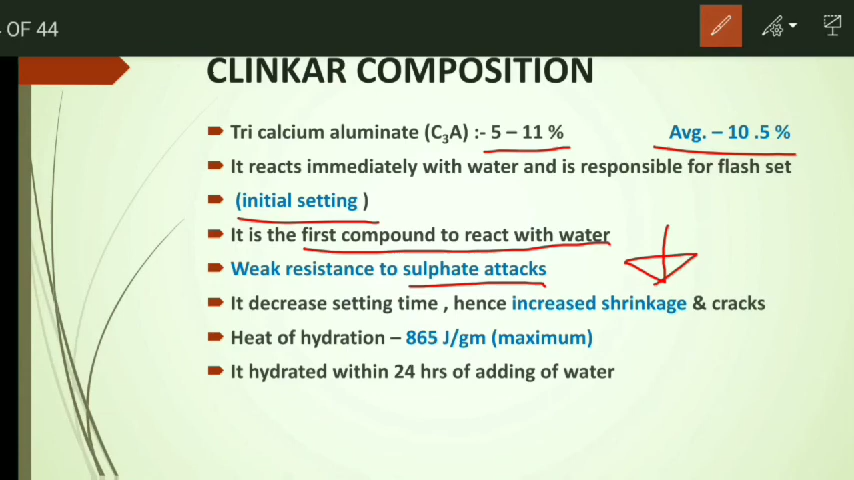 OF 44
CLINKAR COMPOSITION
Tri calcium aluminate (C₃A) :- 5 – 11 % Avg. – 10 .5 %
It reacts immediately with water and is responsible for flash set
(initial setting )
It is the first compound to react with water
Weak resistance to sulphate attacks
It decrease setting time , hence increased shrinkage & cracks
Heat of hydration – 865 J/gm (maximum)
It hydrated within 24 hrs of adding of water